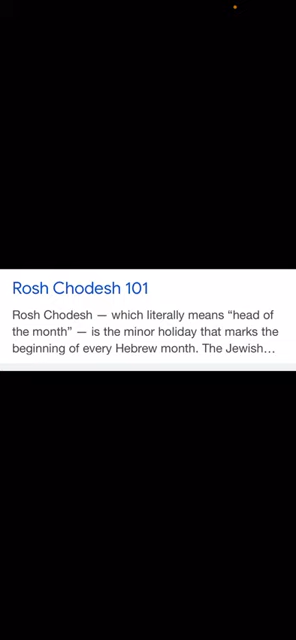 Rosh Chodesh 101
Rosh Chodesh — which literally means “head of
the month” — is the minor holiday that marks the
beginning of every Hebrew month. The Jewish...